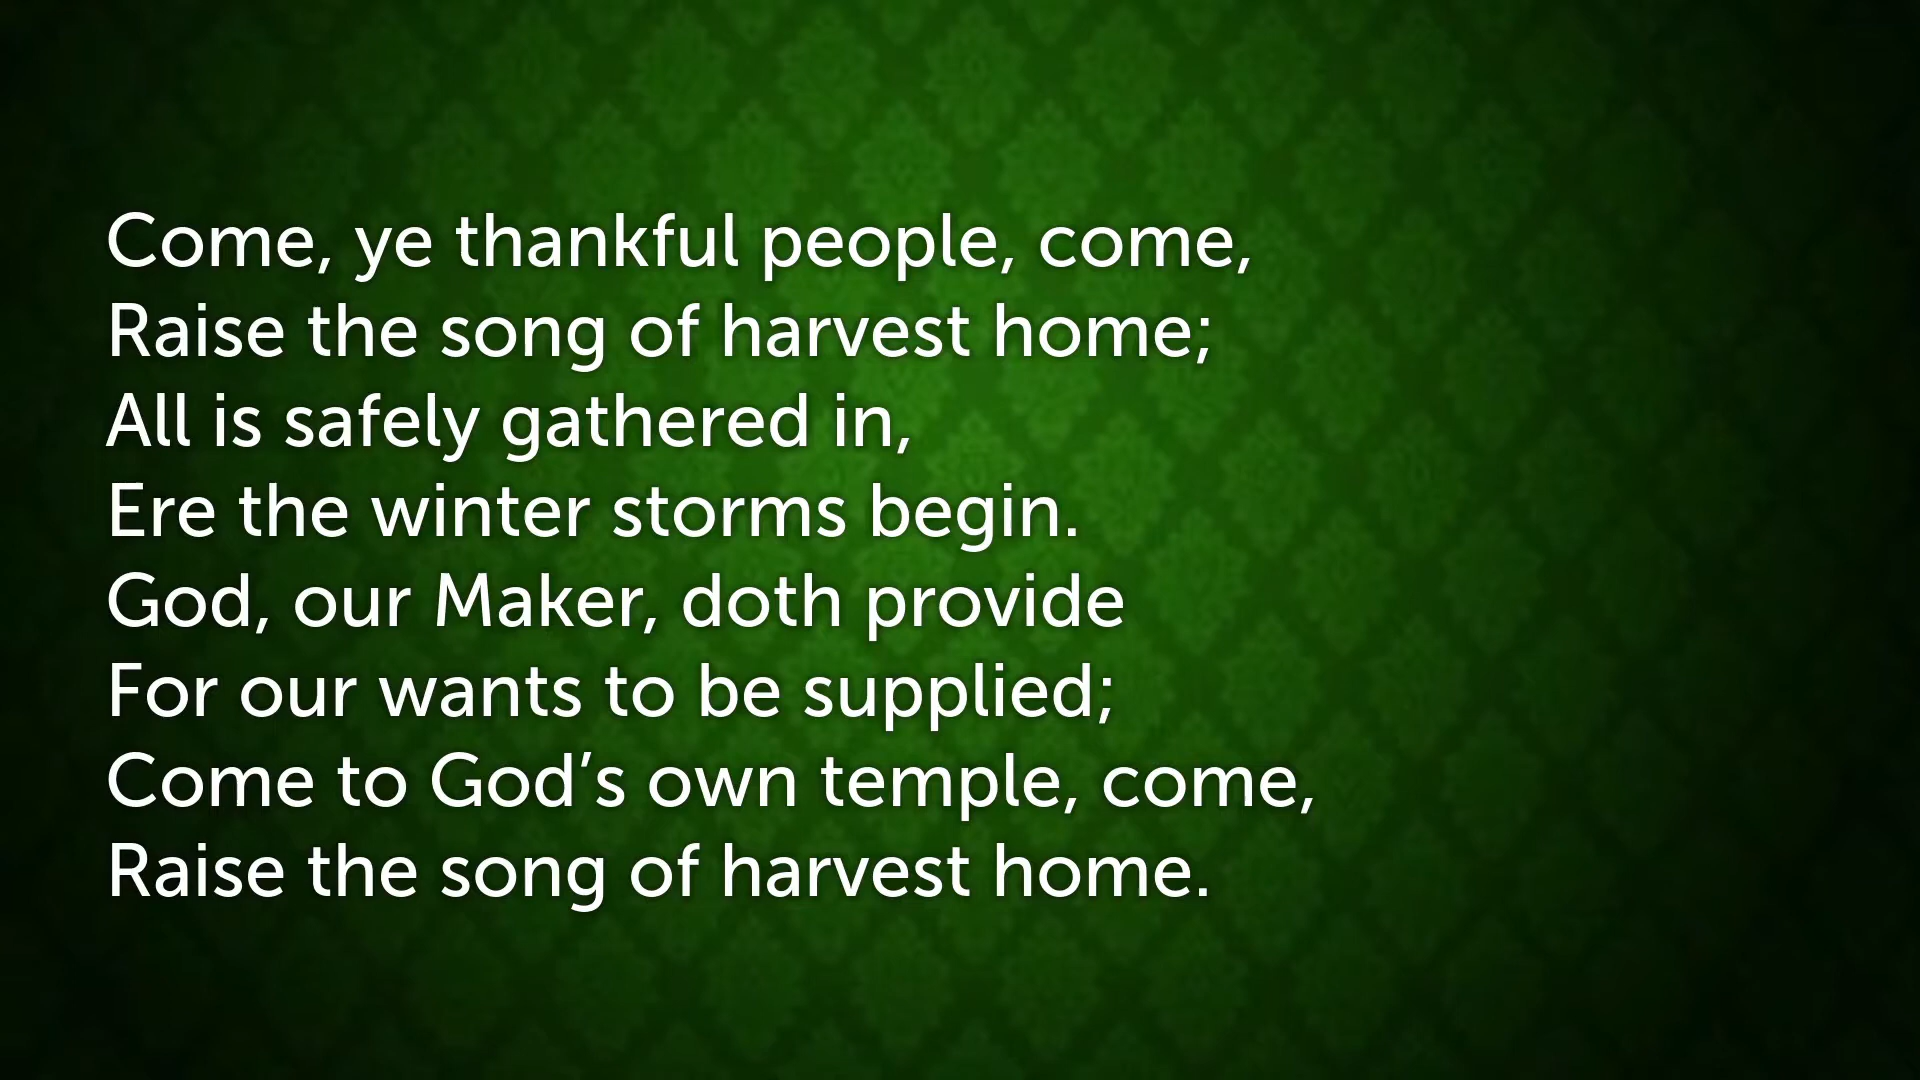 Come, ye thankful people, come,
Raise the song of harvest home;
All is safely gathered in,
Ere the winter storms begin.
God, our Maker, doth provide
For our wants to be supplied;
Come to God’s own temple, come,
Raise the song of harvest home.